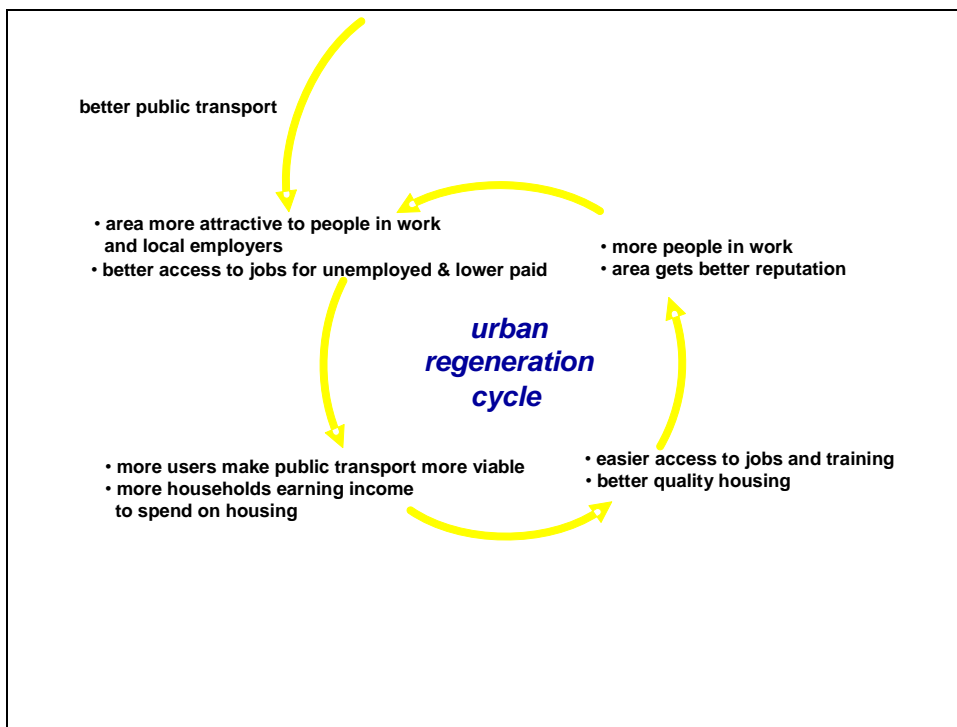 better public transport
• area more attractive to people in work
and local employers
• better access to jobs for unemployed & lower paid
• more people in work
• area gets better reputation
urban
regeneration
cycle
• more users make public transport more viable
• more households earning income
to spend on housing
• easier access to jobs and training
• better quality housing